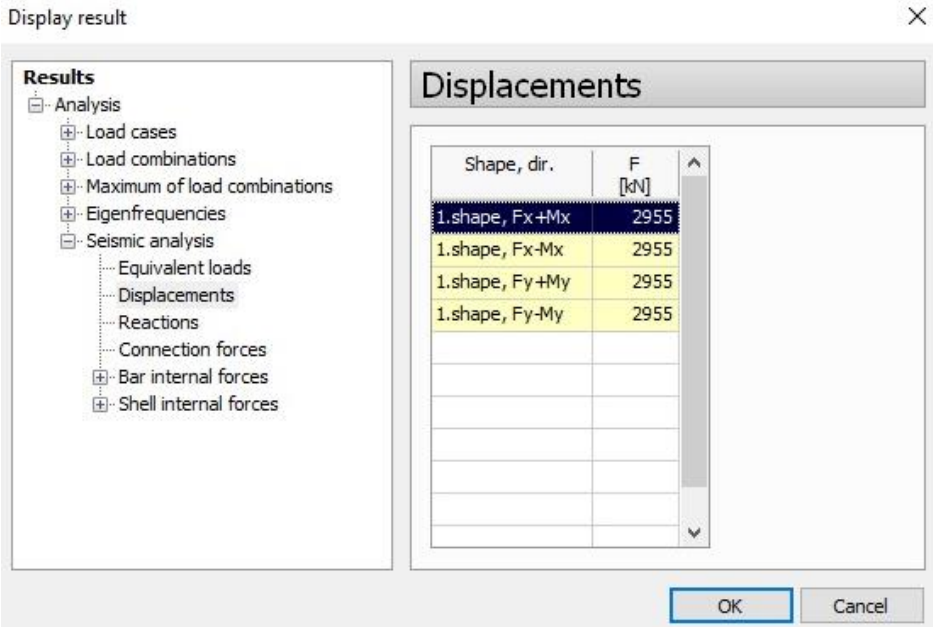 Display result
Results
Analysis
Load cases
Load combinations
Maximum of load combinations
Eigenfrequencies
Seismic analysis
Equivalent loads
Displacements
Reactions
Connection forces
Bar internal forces
Shell internal forces
Displacements
Shape, dir. F [kN]
1.shape, Fx+Mx 2955
1.shape, Fx-Mx 2955
1.shape, Fy+My 2955
1.shape, Fy-My 2955
OK Cancel